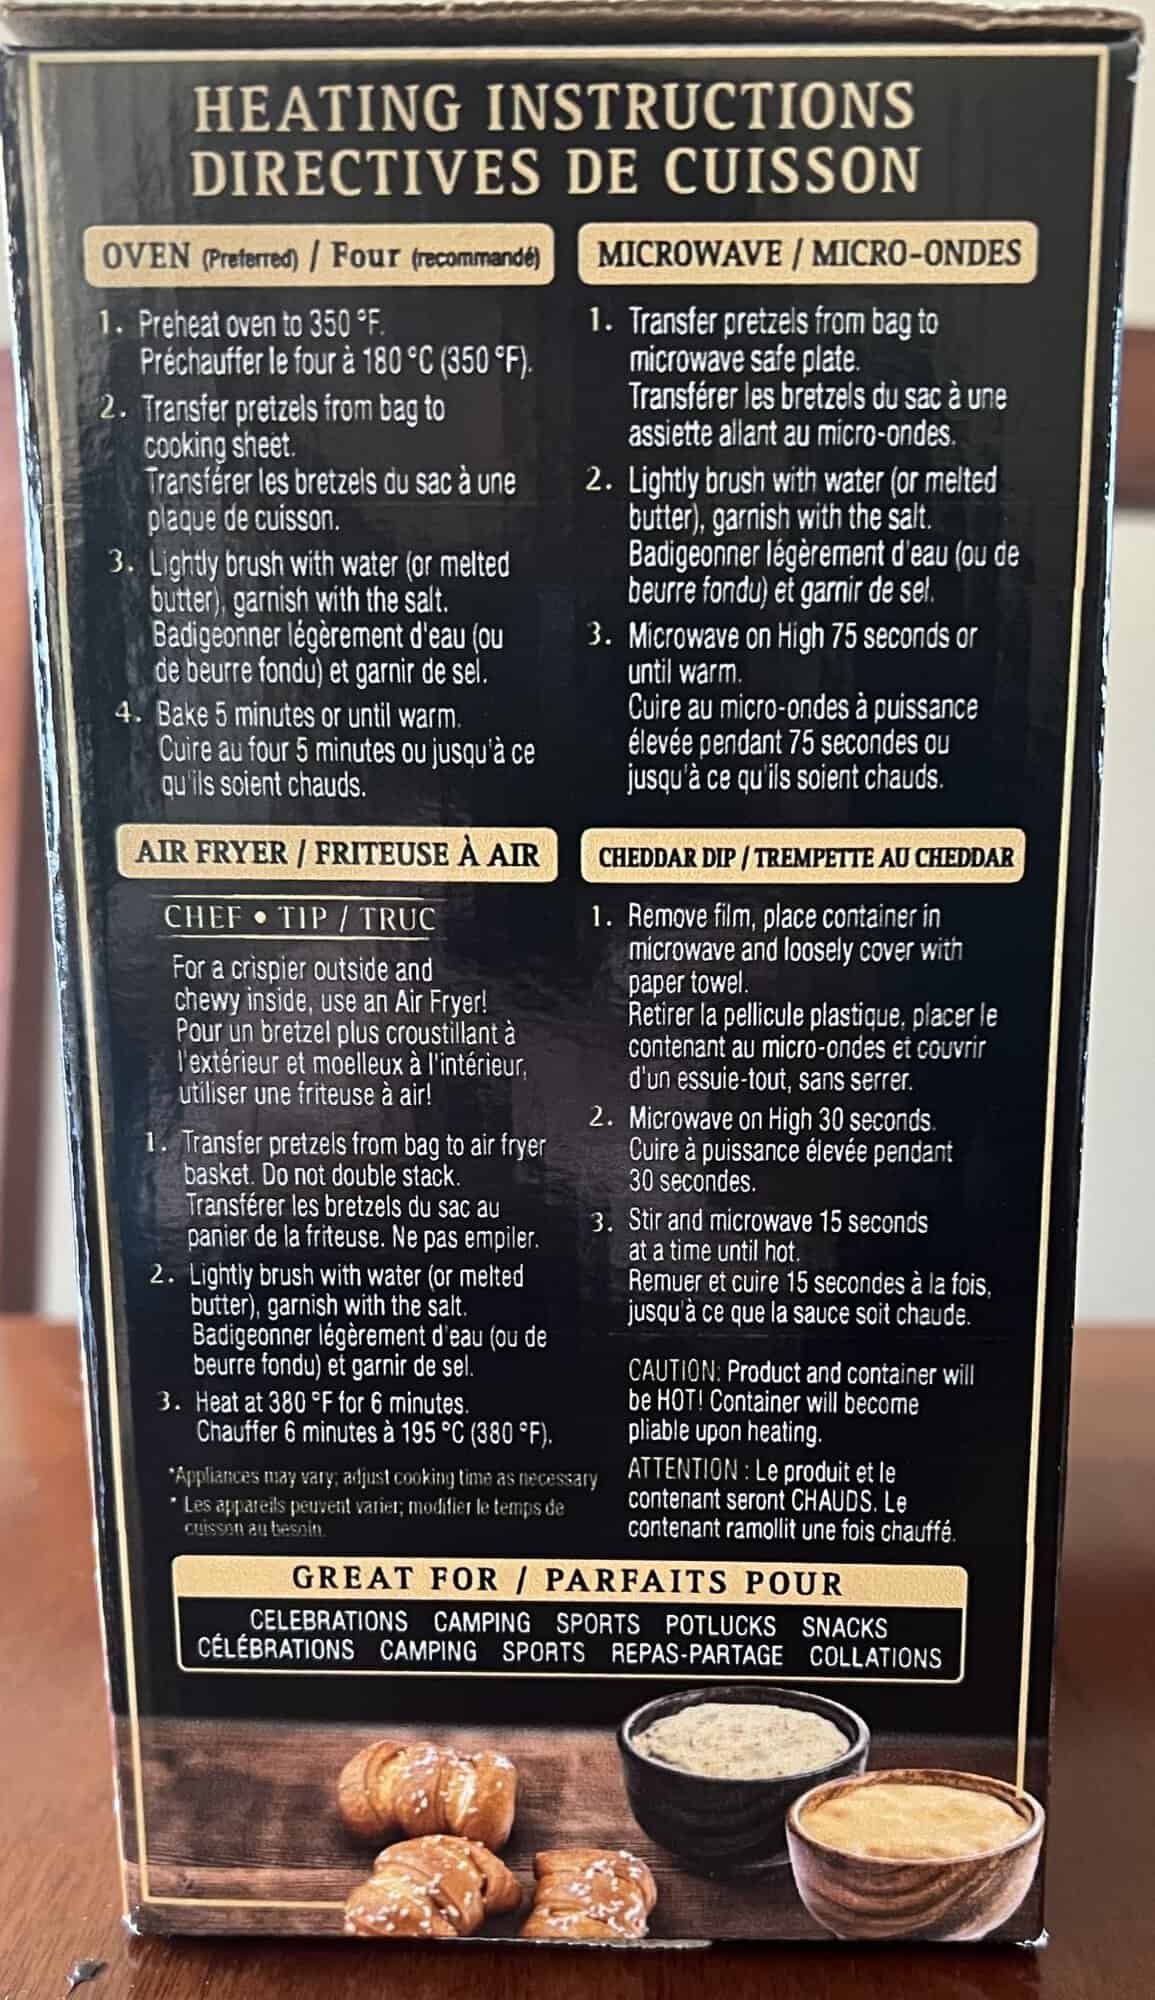 HEATING INSTRUCTIONS
DIRECTIVES DE CUISSON
OVEN (Preferred) / Four (recommandé)
1. Preheat oven to 350 °F.
Préchauffer le four à 180 °C (350 °F).
2. Transfer pretzels from bag to
cooking sheet.
Transférer les bretzels du sac à une
plaque de cuisson.
3. Lightly brush with water (or melted
butter), garnish with the salt.
Badigeonner légèrement d'eau (ou
de beurre fondu) et garnir de sel.
4. Bake 5 minutes or until warm.
Cuire au four 5 minutes ou jusqu'à ce
qu'ils soient chauds.
MICROWAVE / MICRO-ONDES
1. Transfer pretzels from bag to
microwave safe plate.
Transférer les bretzels du sac à une
assiette allant au micro-ondes.
2. Lightly brush with water (or melted
butter), garnish with the salt.
Badigeonner légèrement d'eau (ou de
beurre fondu) et garnir de sel.
3. Microwave on High 75 seconds or
until warm.
Cuire au micro-ondes à puissance
élevée pendant 75 secondes ou
jusqu'à ce qu'ils soient chauds.
AIR FRYER / FRITEUSE À AIR
CHEF • TIP / TRUC
For a crispier outside and
chewy inside, use an Air Fryer!
Pour un bretzel plus croustillant à
l'extérieur et moelleux à l'intérieur,
utiliser une friteuse à air!
1. Transfer pretzels from bag to air fryer
basket. Do not double stack.
Transférer les bretzels du sac au
panier de la friteuse. Ne pas empiler.
2. Lightly brush with water (or melted
butter), garnish with the salt.
Badigeonner légèrement d'eau (ou de
beurre fondu) et garnir de sel.
3. Heat at 380 °F for 6 minutes.
Chauffer 6 minutes à 195 °C (380 °F).
*Appliances may vary; adjust cooking time as necessary
* Les appareils peuvent varier; modifier le temps de
cuisson au besoin.
CHEDDAR DIP / TREMPETTE AU CHEDDAR
1. Remove film, place container in
microwave and loosely cover with
paper towel.
Retirer la pellicule plastique, placer le
contenant au micro-ondes et couvrir
d'un essuie-tout, sans serrer.
2. Microwave on High 30 seconds.
Cuire à puissance élevée pendant
30 secondes.
3. Stir and microwave 15 seconds
at a time until hot.
Remuer et cuire 15 secondes à la fois,
jusqu'à ce que la sauce soit chaude.
CAUTION: Product and container will
be HOT! Container will become
pliable upon heating.
ATTENTION : Le produit et le
contenant seront CHAUDS. Le
contenant ramollit une fois chauffé.
GREAT FOR / PARFAITS POUR
CELEBRATIONS CAMPING SPORTS POTLUCKS SNACKS
CÉLÉBRATIONS CAMPING SPORTS REPAS-PARTAGE COLLATIONS